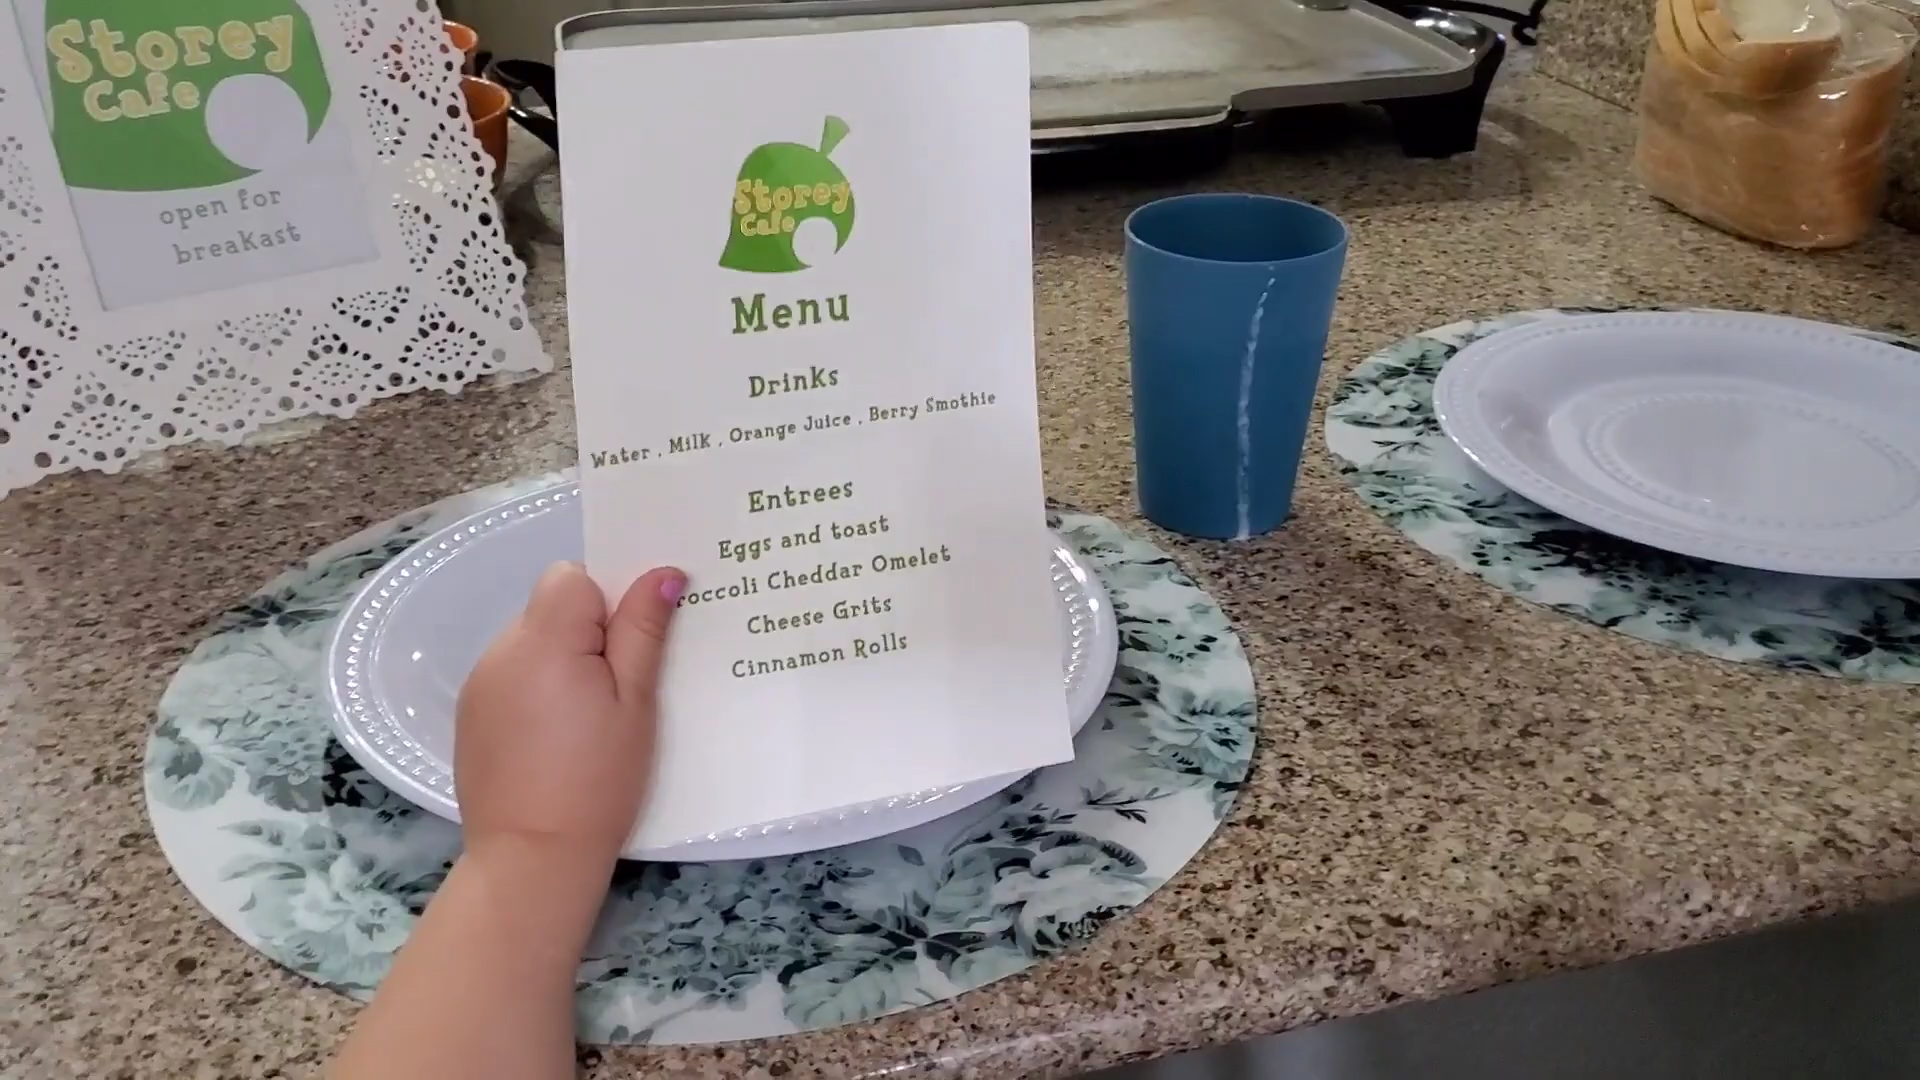 Storey
Cafe
open for
breakast
Storey
Cafe
Menu
Drinks
Water , Milk , Orange Juice , Berry Smothie
Entrees
Eggs and toast
roccoli Cheddar Omelet
Cheese Grits
Cinnamon Rolls